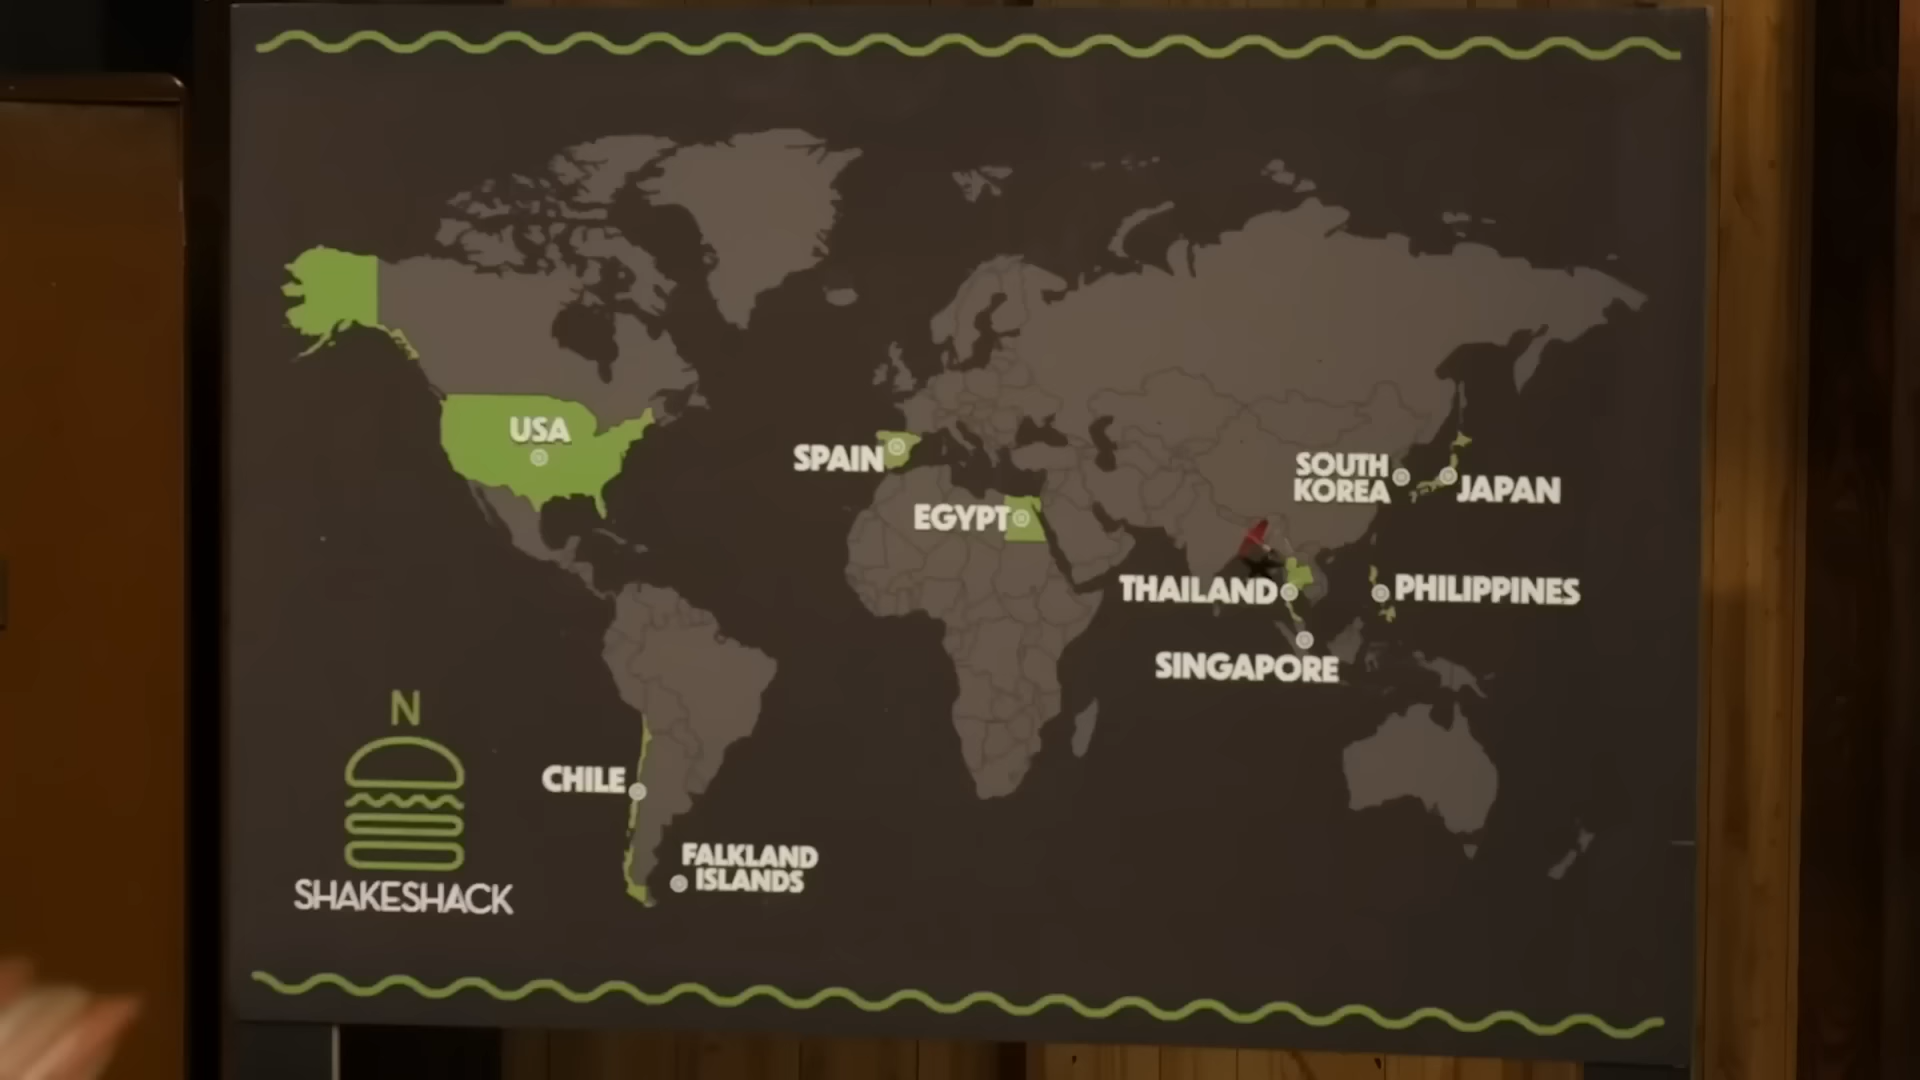 USA
SPAIN
EGYPT
SOUTH
KOREA
JAPAN
THAILAND
PHILIPPINES
SINGAPORE
N
SHAKESHACK
CHILE
FALKLAND
ISLANDS